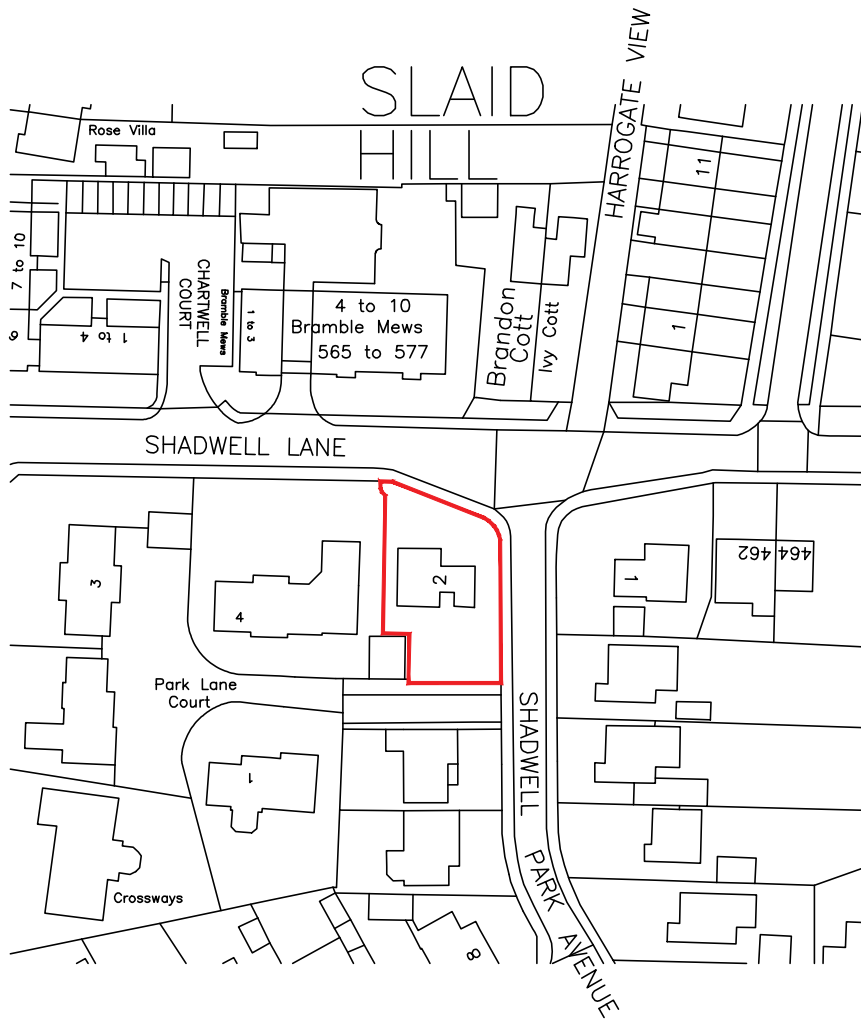 SLAID
HILL
HARROGATE VIEW
Rose Villa
11
7 to 10
CHARTWELL
COURT
Bramble Mews
1 to 3
4 to 10
Bramble Mews
565 to 577
Brandon
Cott
Ivy Cott
1
6
1 to 4
SHADWELL LANE
3
4
2
1
462
464
Park Lane
Court
1
SHADWELL
PARK
AVENUE
Crossways
8